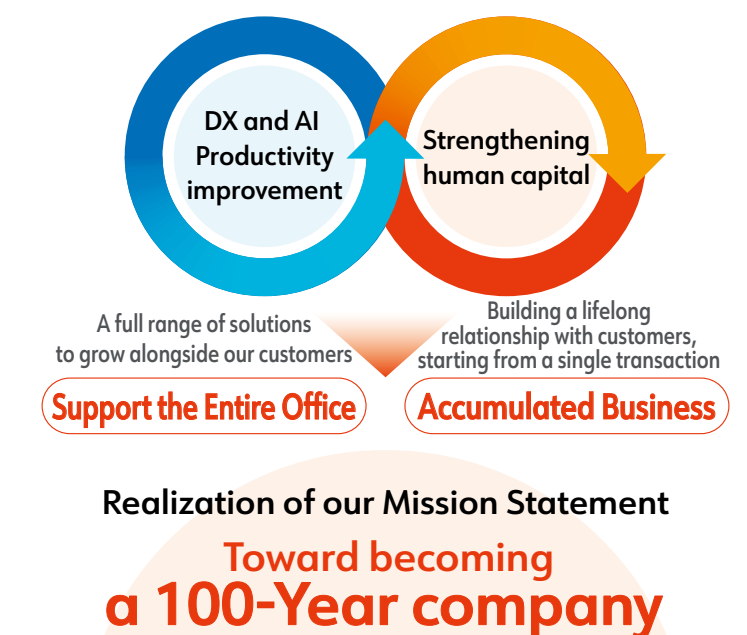 DX and AI
Productivity
improvement
Strengthening
human capital
A full range of solutions
to grow alongside our customers
Support the Entire Office
Building a lifelong
relationship with customers,
starting from a single transaction
Accumulated Business
Realization of our Mission Statement
Toward becoming
a 100-Year company